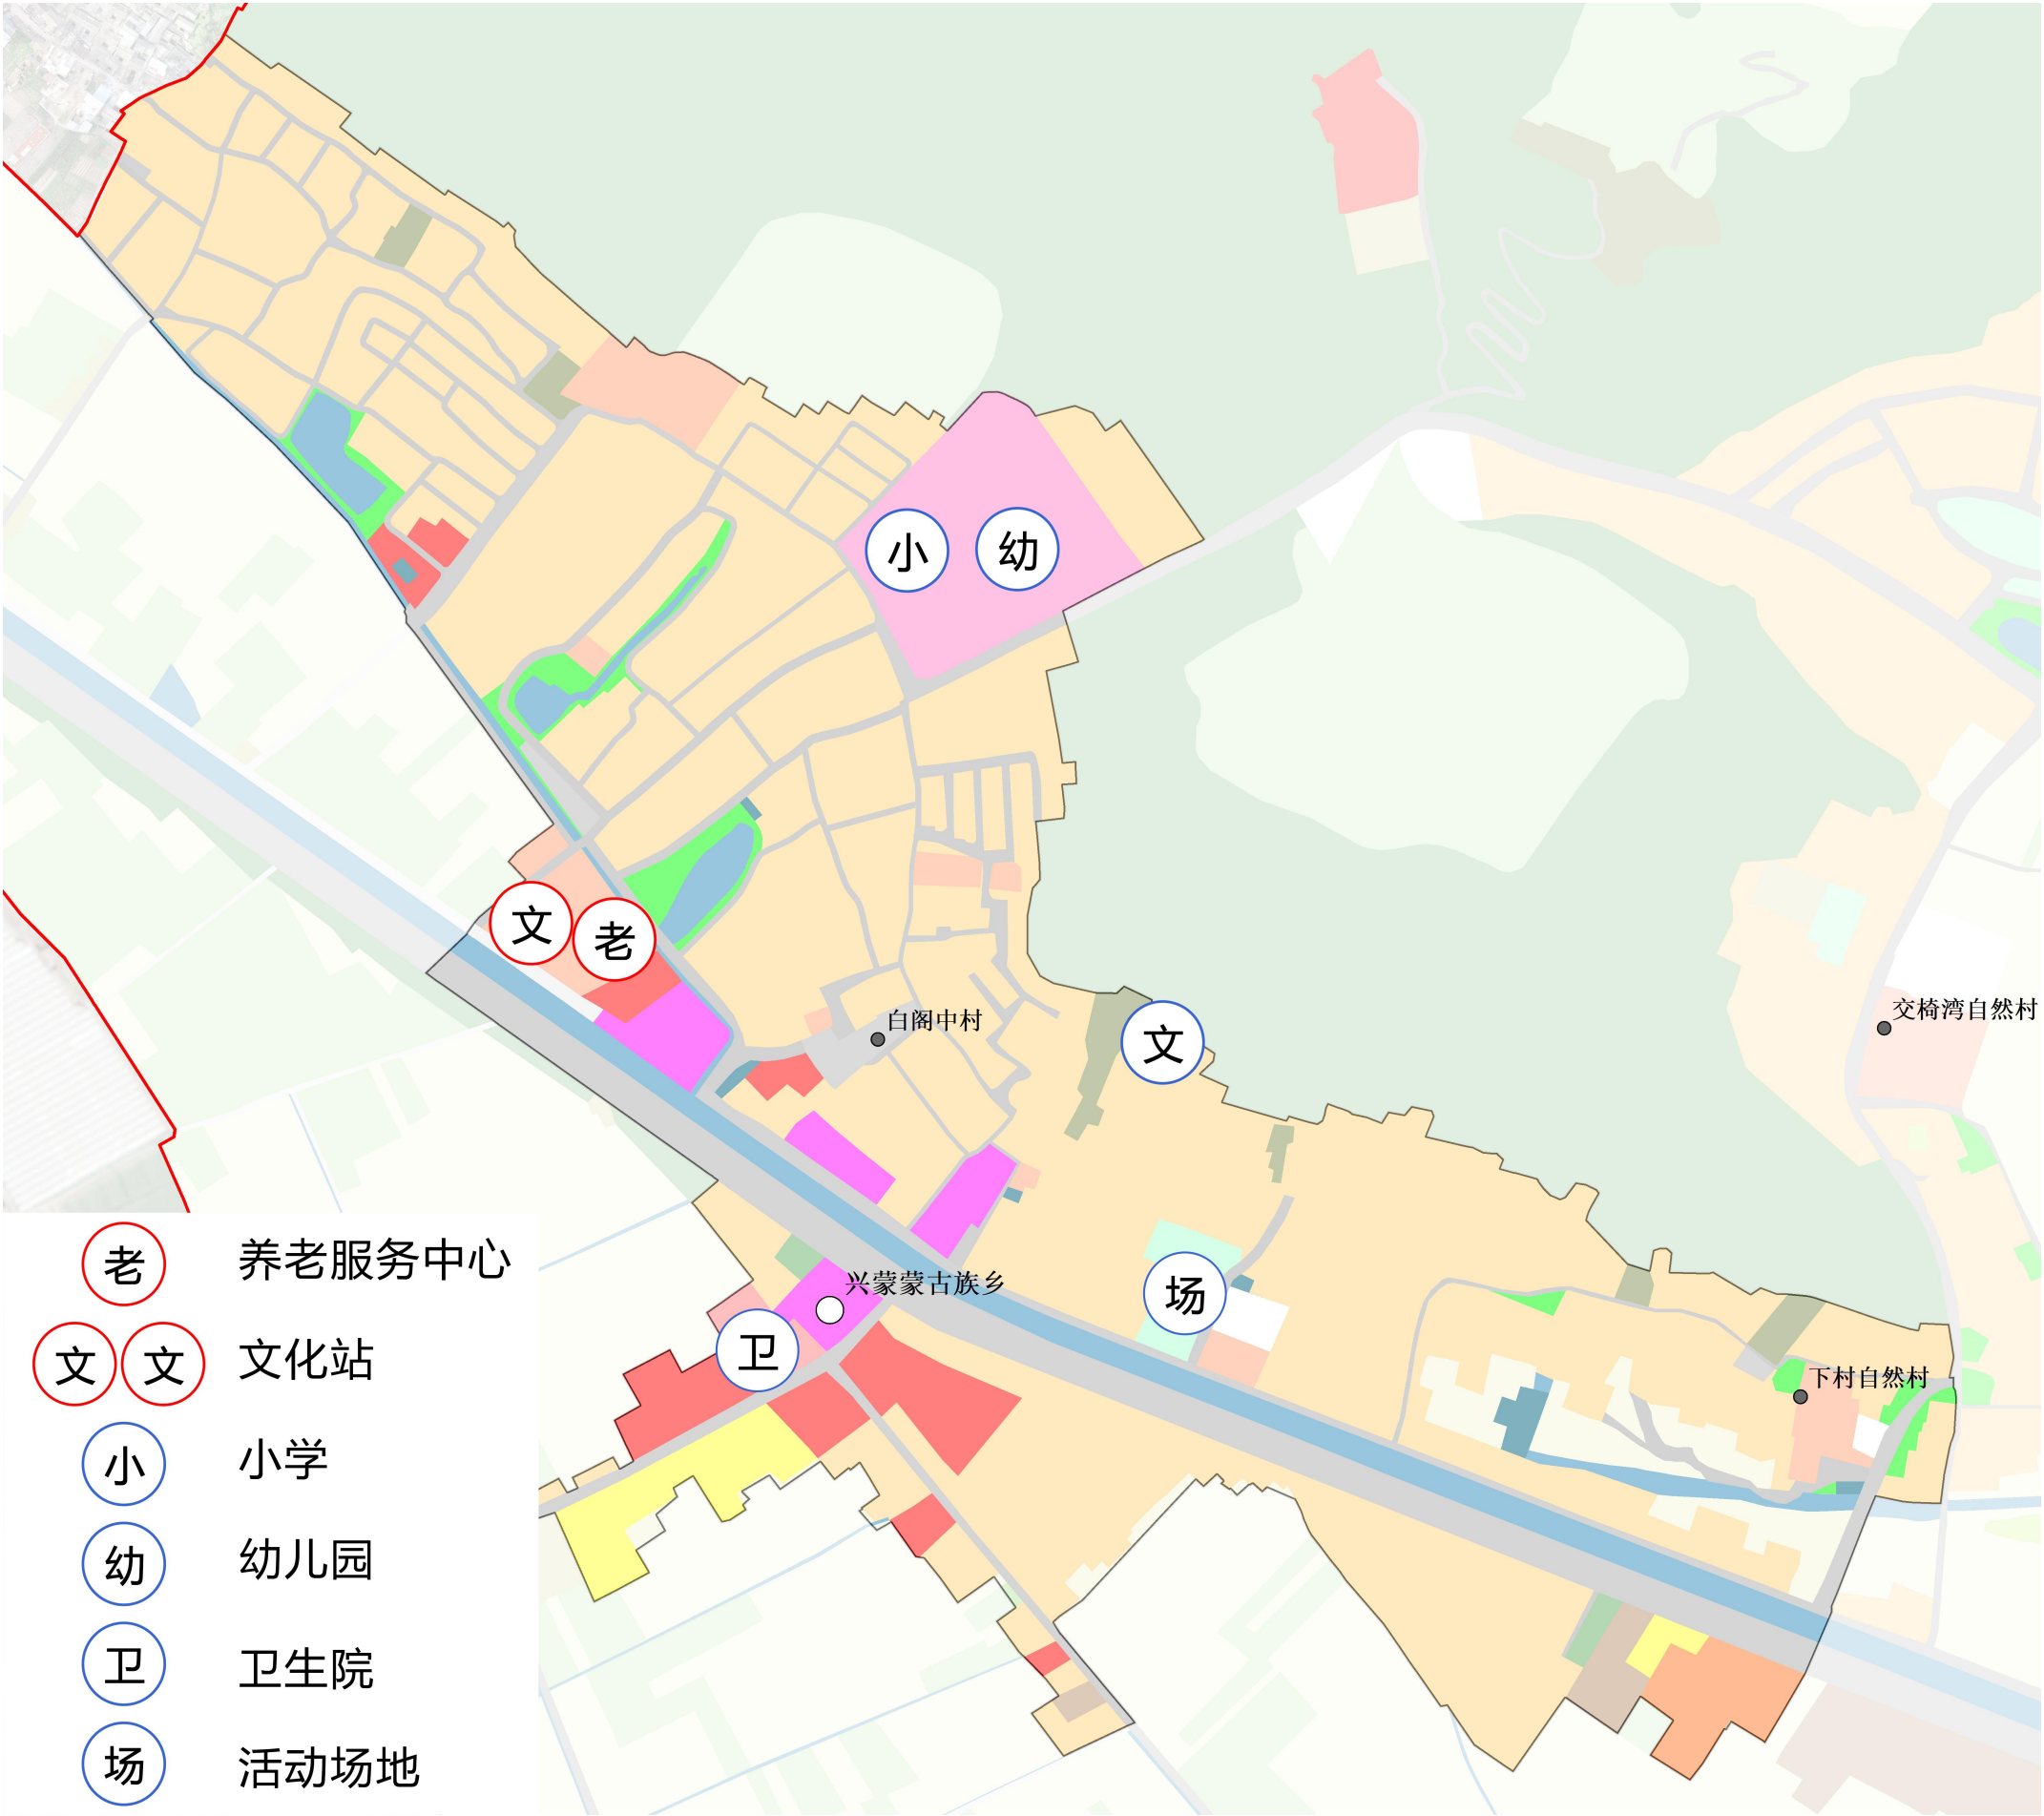 小
幼
文
老
白阁中村
文
交椅湾自然村
兴蒙蒙古族乡
场
卫
下村自然村
老 养老服务中心
文 文 文化站
小 小学
幼 幼儿园
卫 卫生院
场 活动场地